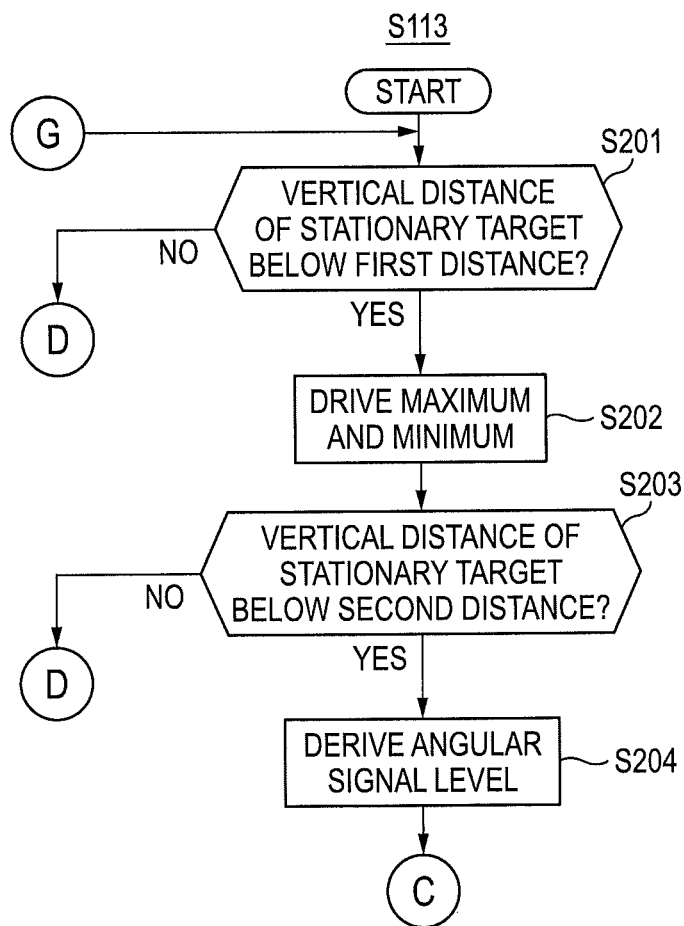 S113
START
G
S201
VERTICAL DISTANCE
OF STATIONARY TARGET
BELOW FIRST DISTANCE?
NO
D
YES
DRIVE MAXIMUM
AND MINIMUM
S202
S203
VERTICAL DISTANCE OF
STATIONARY TARGET
BELOW SECOND DISTANCE?
NO
D
YES
DERIVE ANGULAR
SIGNAL LEVEL
S204
C